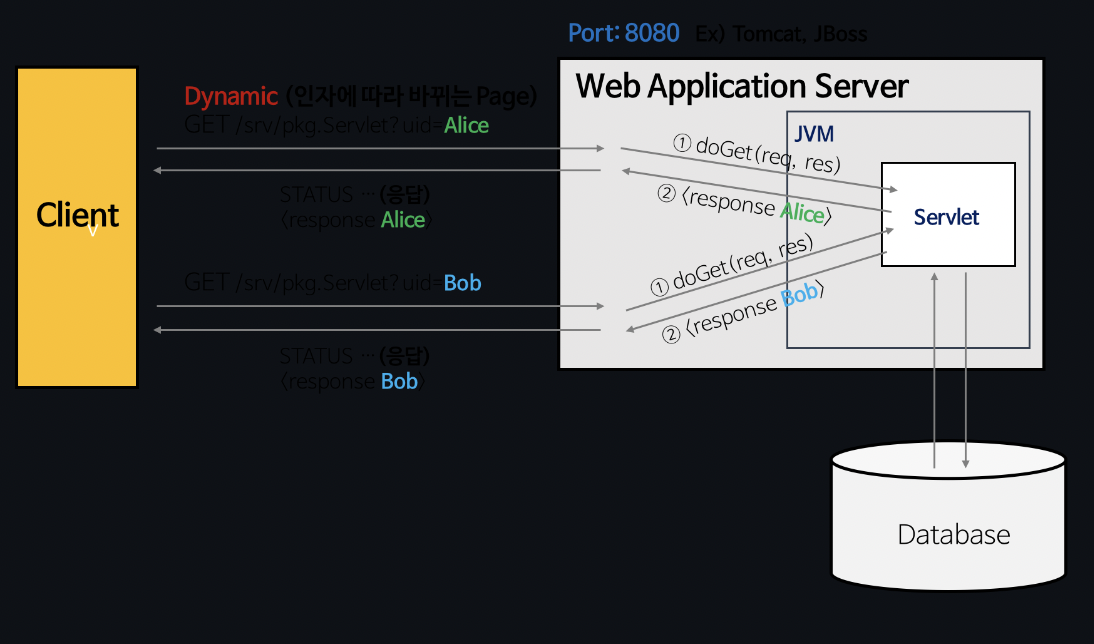 Port: 8080 Ex) Tomcat, JBoss
Web Application Server
Dynamic (인자에 따라 바뀌는 Page)
GET /srv/pkg.Servlet? uid=Alice
JVM
① doGet(req, res)
STATUS … (응답)
〈response Alice〉
② 〈response Alice〉
Client
Servlet
GET /srv/pkg.Servlet? uid=Bob
① doGet(req, res)
② 〈response Bob〉
STATUS … (응답)
〈response Bob〉
Database